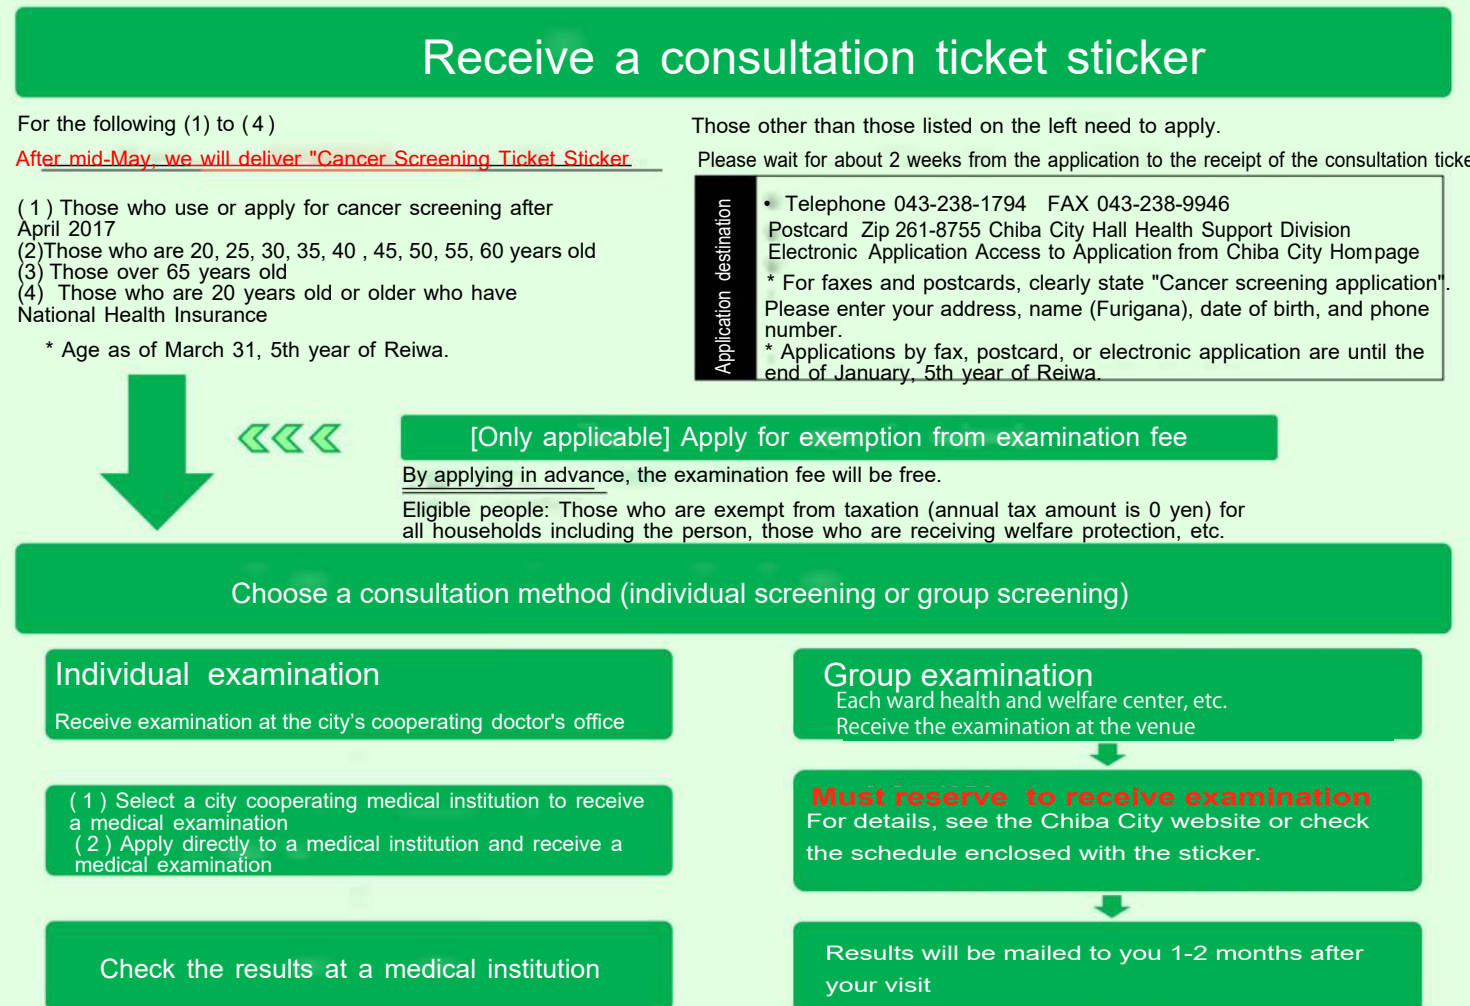 Receive a consultation ticket sticker
For the following (1) to (4)
After mid-May, we will deliver "Cancer Screening Ticket Sticker
(1) Those who use or apply for cancer screening after
April 2017
(2)Those who are 20, 25, 30, 35, 40 , 45, 50, 55, 60 years old
(3) Those over 65 years old
(4) Those who are 20 years old or older who have
National Health Insurance
* Age as of March 31, 5th year of Reiwa.
Those other than those listed on the left need to apply.
Please wait for about 2 weeks from the application to the receipt of the consultation ticke
Application destination
• Telephone 043-238-1794 FAX 043-238-9946
Postcard Zip 261-8755 Chiba City Hall Health Support Division
Electronic Application Access to Application from Chiba City Hompage
* For faxes and postcards, clearly state "Cancer screening application".
Please enter your address, name (Furigana), date of birth, and phone
number.
* Applications by fax, postcard, or electronic application are until the
end of January, 5th year of Reiwa.
[Only applicable] Apply for exemption from examination fee
By applying in advance, the examination fee will be free.
Eligible people: Those who are exempt from taxation (annual tax amount is 0 yen) for
all households including the person, those who are receiving welfare protection, etc.
Choose a consultation method (individual screening or group screening)
Individual examination
Receive examination at the city's cooperating doctor's office
(1) Select a city cooperating medical institution to receive
a medical examination
(2) Apply directly to a medical institution and receive a
medical examination
Check the results at a medical institution
Group examination
Each ward health and welfare center, etc.
Receive the examination at the venue
Must reserve to receive examination
For details, see the Chiba City website or check
the schedule enclosed with the sticker.
Results will be mailed to you 1-2 months after
your visit